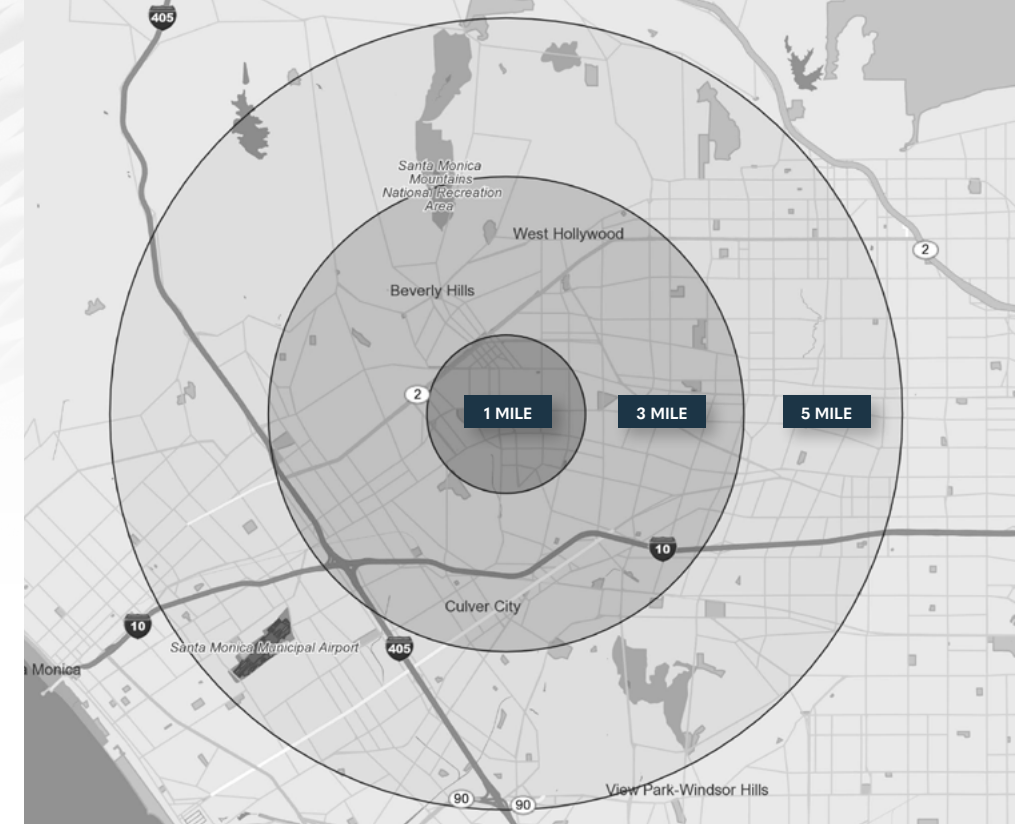 405
Santa Monica
Mountains
National Recreation
Area
West Hollywood
2
Beverly Hills
2
1 MILE
3 MILE
5 MILE
10
Culver City
10
Santa Monica Municipal Airport
405
a Monica
View Park-Windsor Hills
90
90